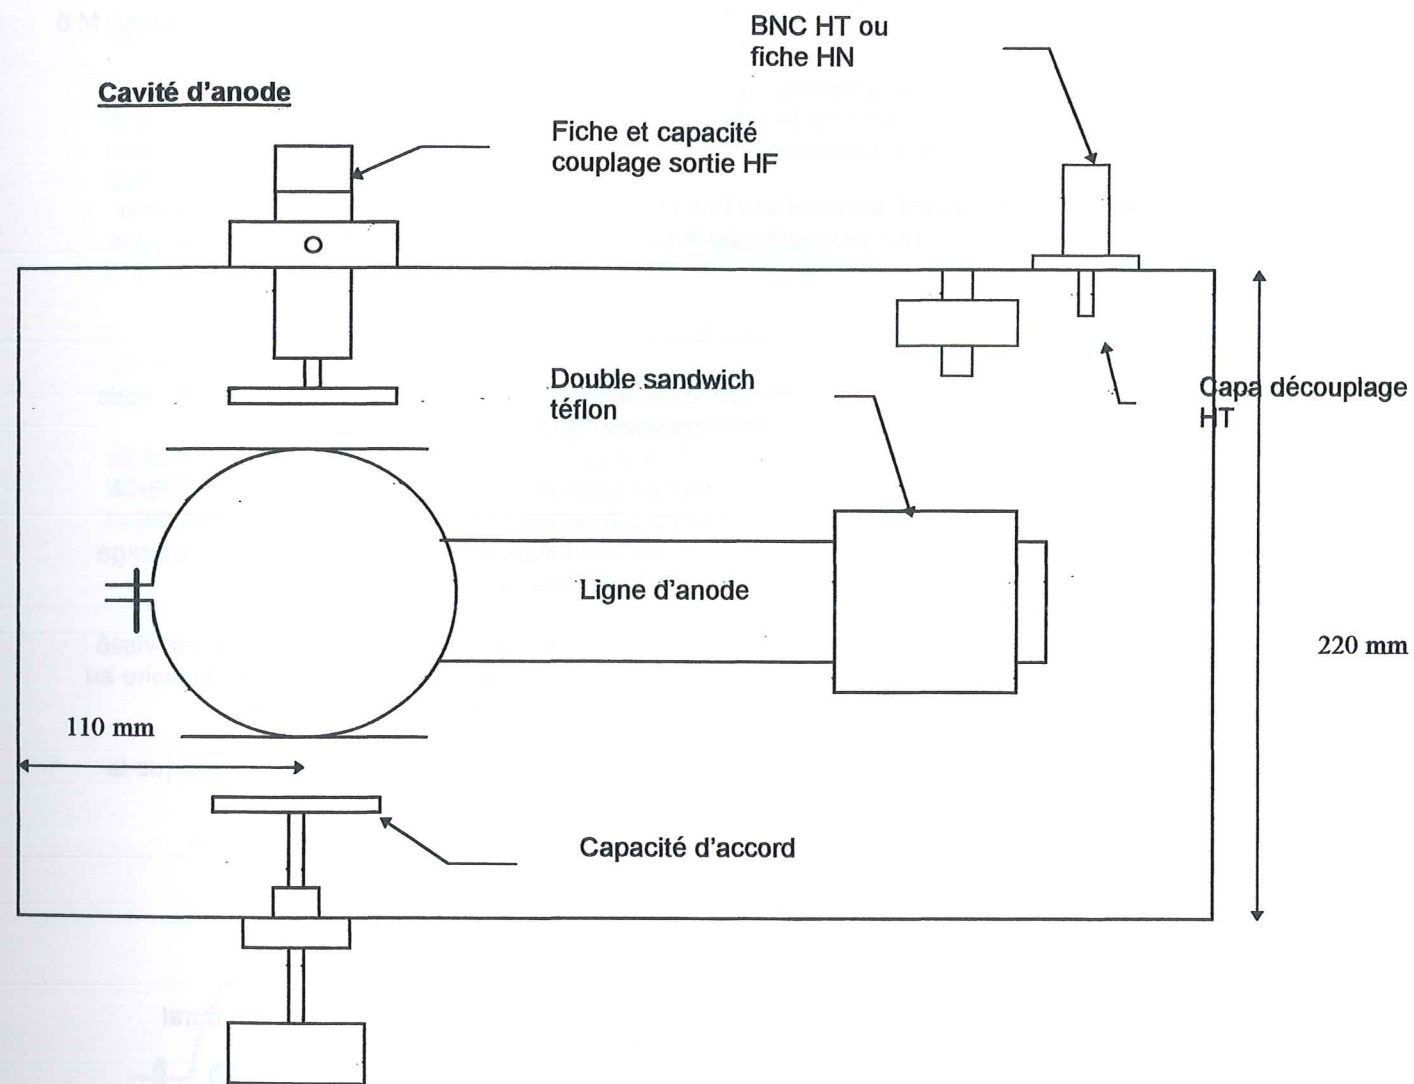 BNC HT ou
fiche HN
Cavité d'anode
Fiche et capacité
couplage sortie HF
Double sandwich
téflon
Capa découplage
HT
Ligne d'anode
220 mm
110 mm
Capacité d'accord